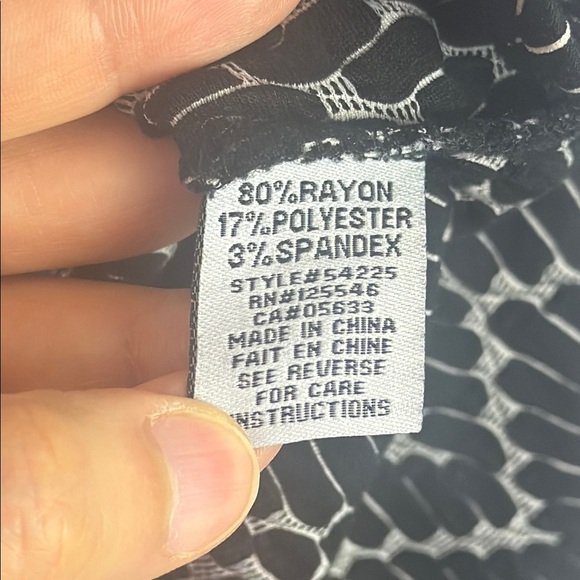 80%RAYON
17%POLYESTER
3%SPANDEX
STYLE#54225
RN#125546
CA#05633
MADE IN CHINA
FAIT EN CHINE
SEE REVERSE
FOR CARE
INSTRUCTIONS